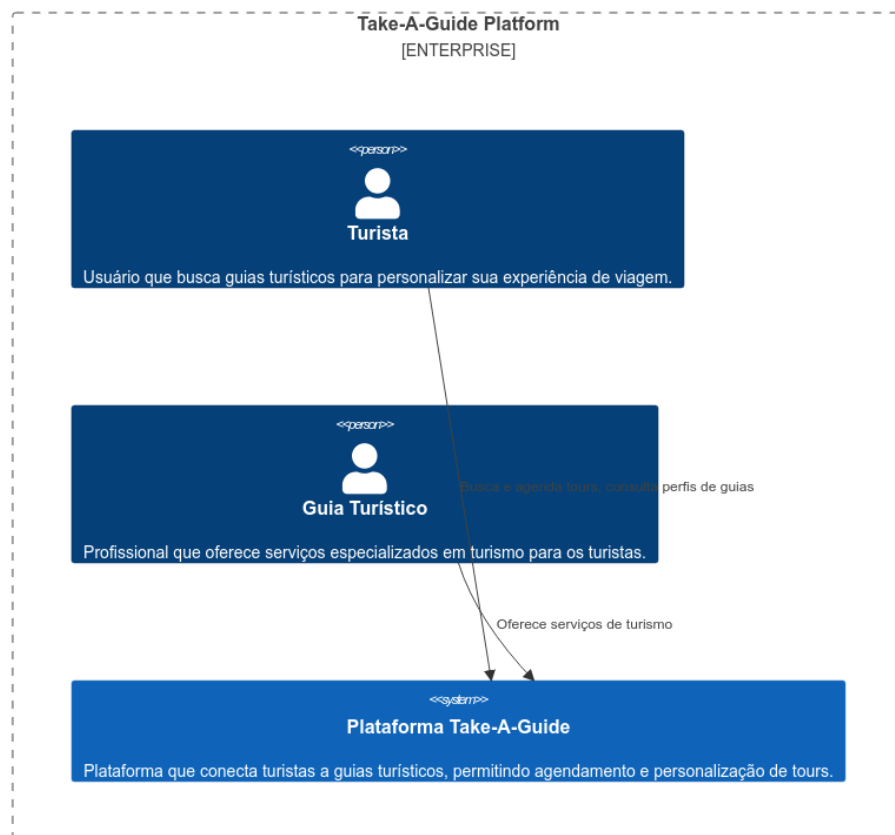 Take-A-Guide Platform
[ENTERPRISE]
<<person>>
Turista
Usuário que busca guias turísticos para personalizar sua experiência de viagem.
<<person>>
Guia Turístico
Busca e agenda tours, consulta perfis de guias
Profissional que oferece serviços especializados em turismo para os turistas.
Oferece serviços de turismo
<<system>>
Plataforma Take-A-Guide
Plataforma que conecta turistas a guias turísticos, permitindo agendamento e personalização de tours.